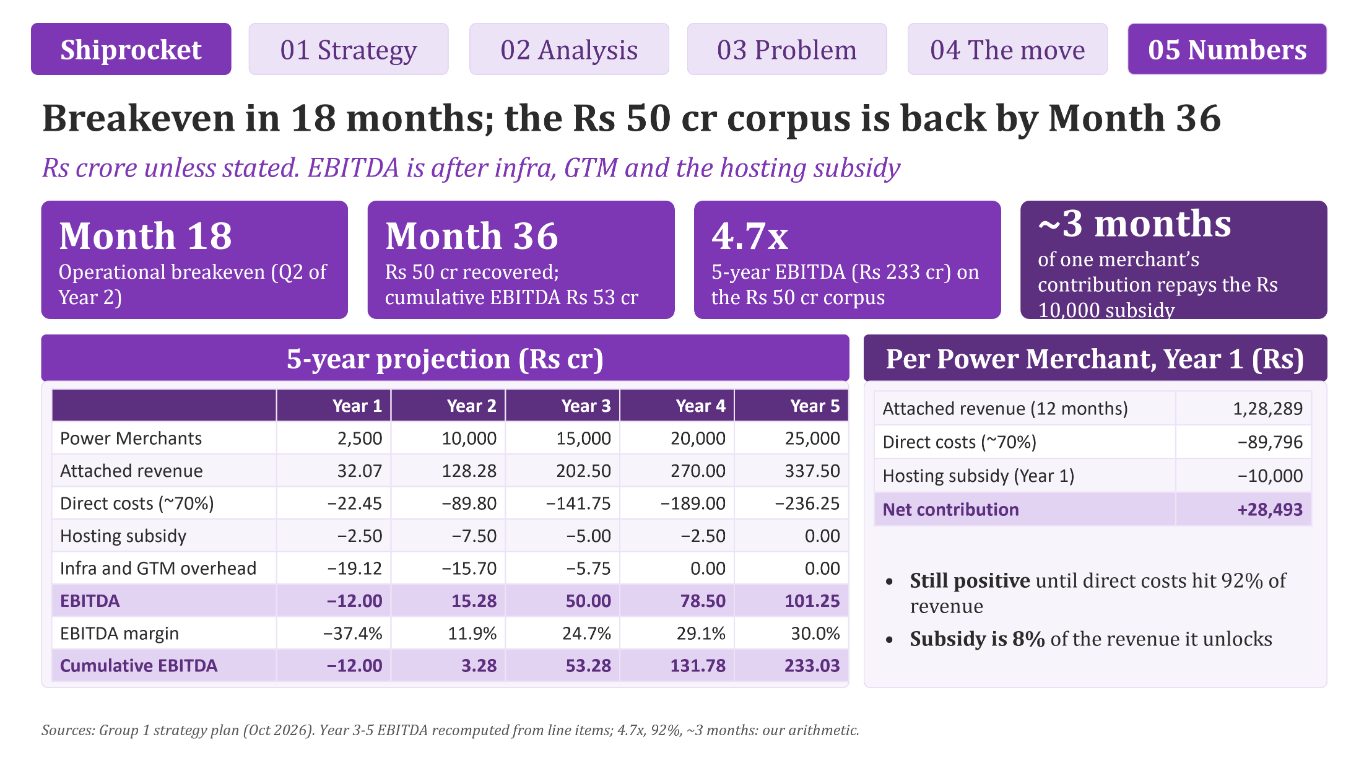 Shiprocket
01 Strategy
02 Analysis
03 Problem
04 The move
05 Numbers
Breakeven in 18 months; the Rs 50 cr corpus is back by Month 36
Rs crore unless stated. EBITDA is after infra, GTM and the hosting subsidy
Month 18
Operational breakeven (Q2 of
Year 2)
Month 36
Rs 50 cr recovered;
cumulative EBITDA Rs 53 cr
4.7x
5-year EBITDA (Rs 233 cr) on
the Rs 50 cr corpus
~3 months
of one merchant’s
contribution repays the Rs
10,000 subsidy
5-year projection (Rs cr)
Year 1 Year 2 Year 3 Year 4 Year 5
Power Merchants 2,500 10,000 15,000 20,000 25,000
Attached revenue 32.07 128.28 202.50 270.00 337.50
Direct costs (~70%) −22.45 −89.80 −141.75 −189.00 −236.25
Hosting subsidy −2.50 −7.50 −5.00 −2.50 0.00
Infra and GTM overhead −19.12 −15.70 −5.75 0.00 0.00
EBITDA −12.00 15.28 50.00 78.50 101.25
EBITDA margin −37.4% 11.9% 24.7% 29.1% 30.0%
Cumulative EBITDA −12.00 3.28 53.28 131.78 233.03
Per Power Merchant, Year 1 (Rs)
Attached revenue (12 months) 1,28,289
Direct costs (~70%) −89,796
Hosting subsidy (Year 1) −10,000
Net contribution +28,493
• Still positive until direct costs hit 92% of
revenue
• Subsidy is 8% of the revenue it unlocks
Sources: Group 1 strategy plan (Oct 2026). Year 3-5 EBITDA recomputed from line items; 4.7x, 92%, ~3 months: our arithmetic.